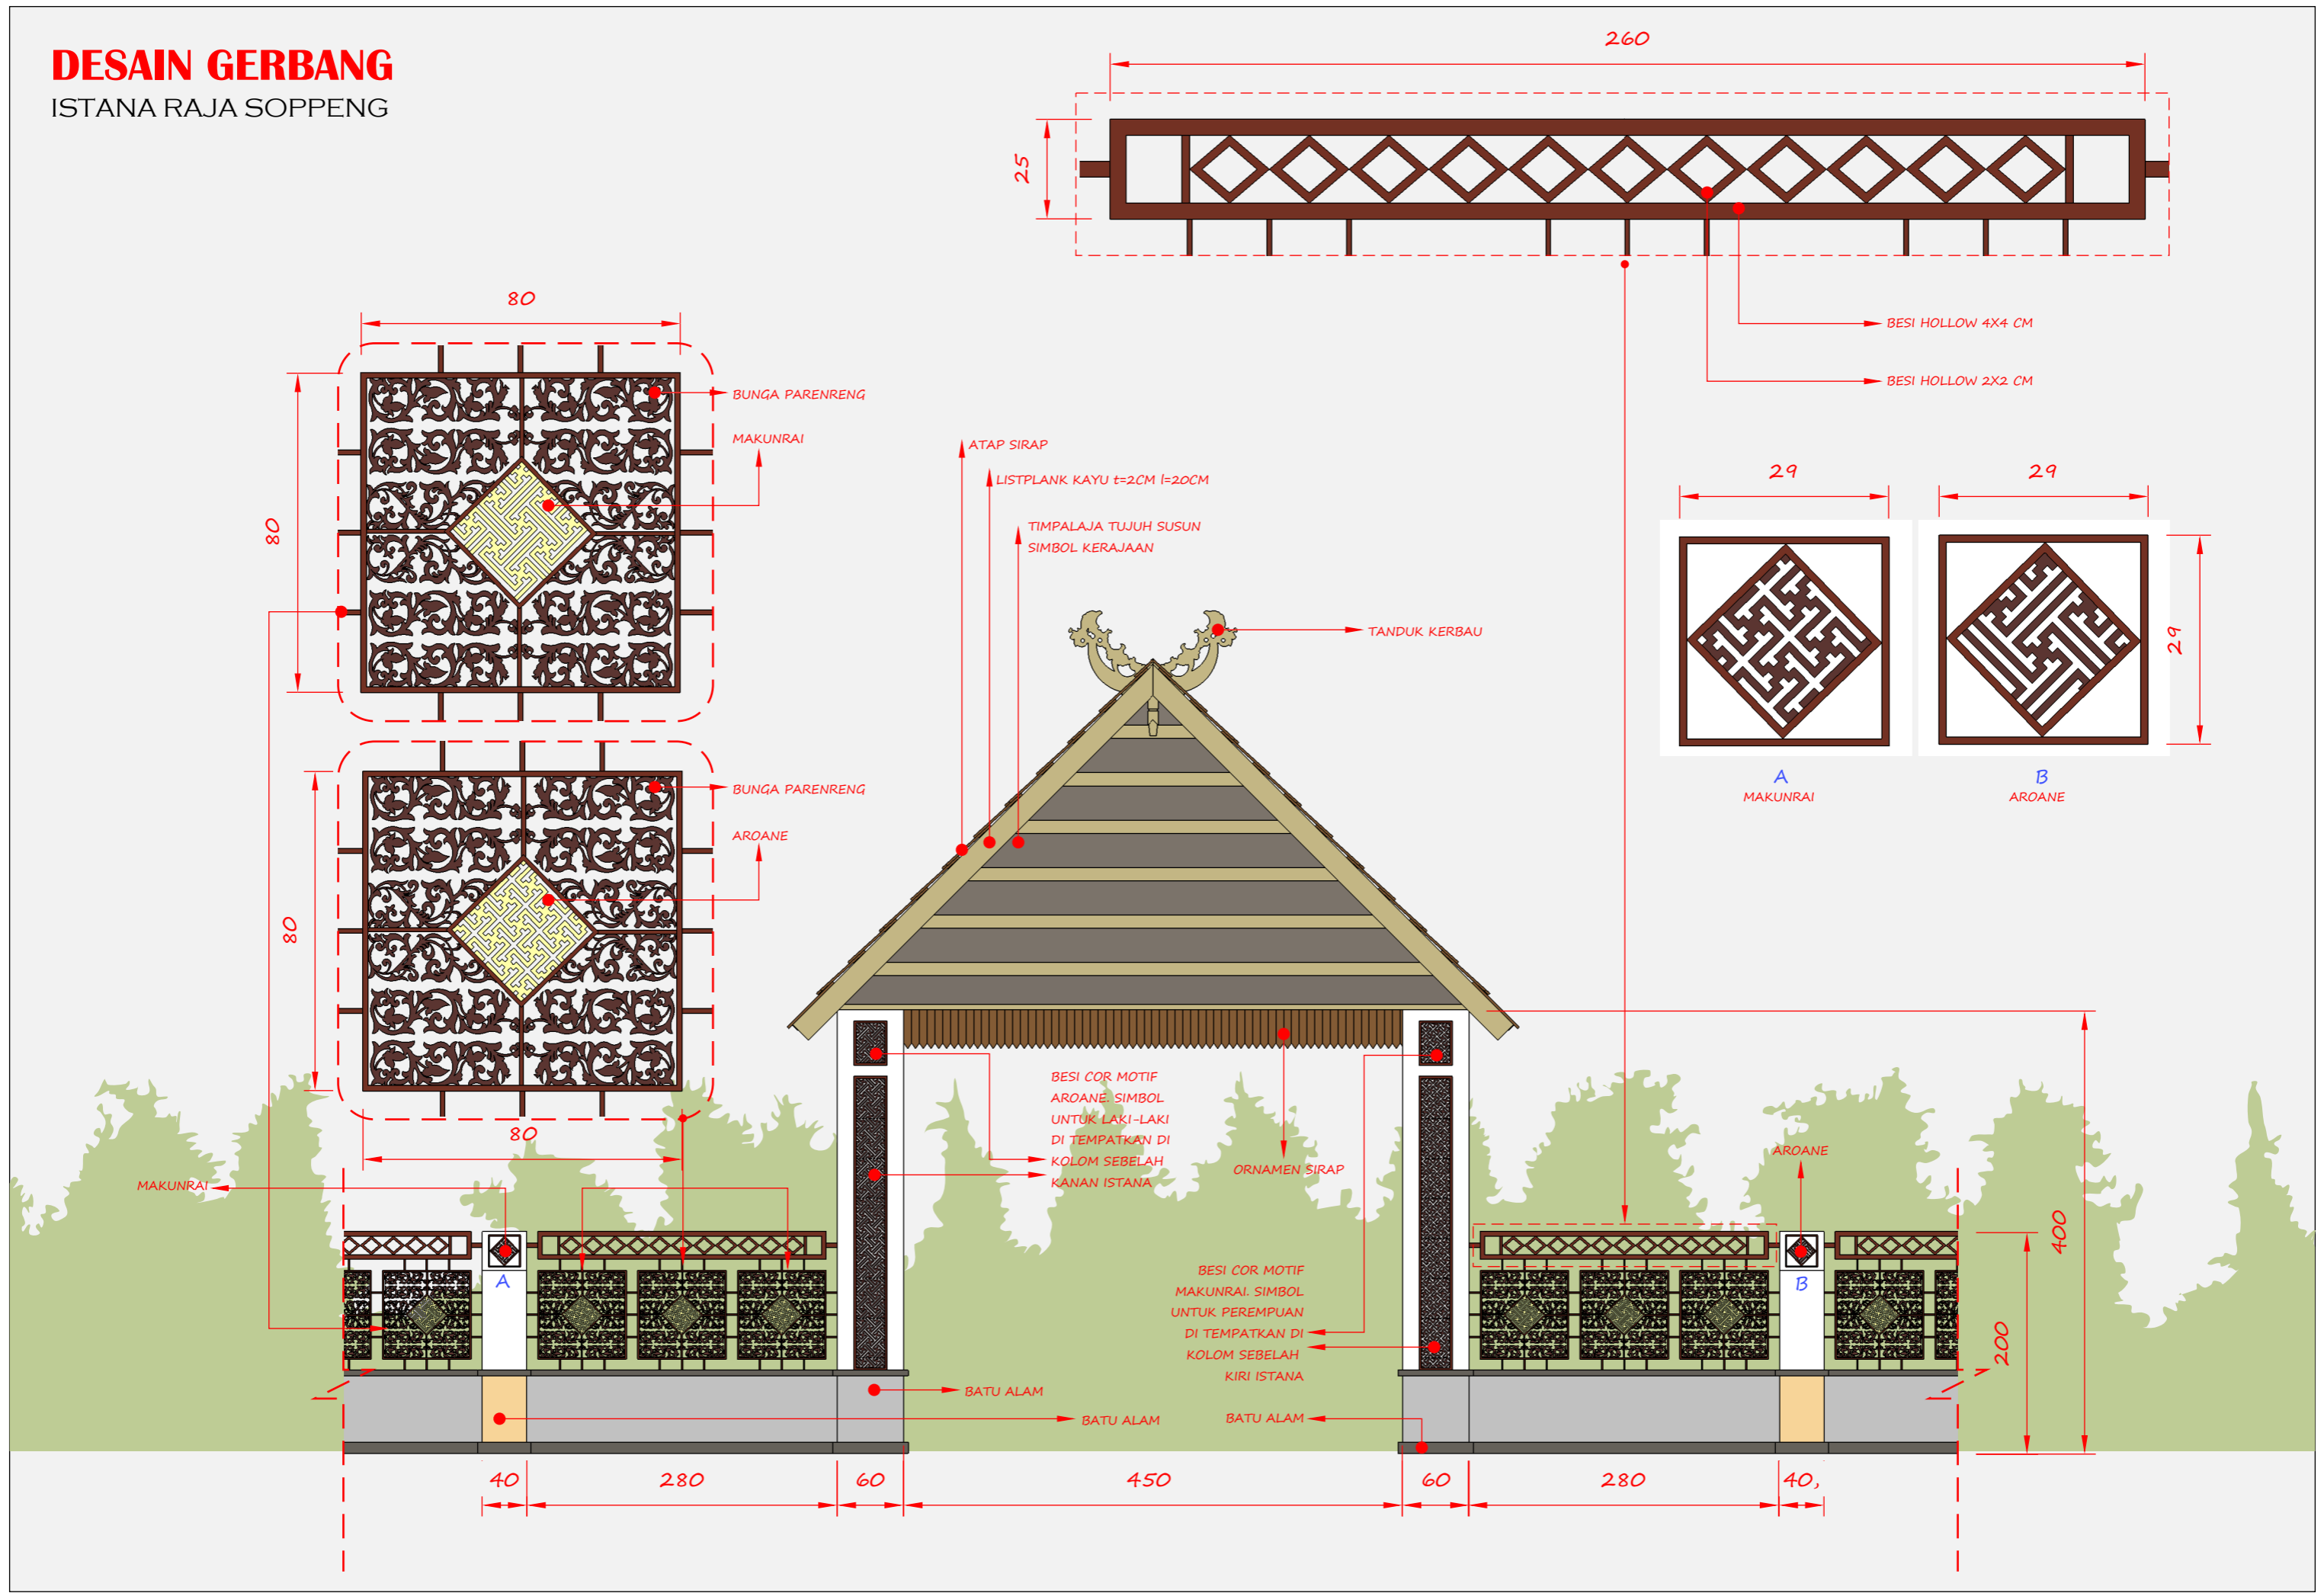 DESAIN GERBANG
ISTANA RAJA SOPPENG
260
25
BESI HOLLOW 4X4 CM
BESI HOLLOW 2X2 CM
80
80
BUNGA PARENRENG
MAKUNRAI
80
BUNGA PARENRENG
AROANE
80
ATAP SIRAP
LISTPLANK KAYU t=2CM l=20CM
TIMPALAJA TUJUH SUSUN
SIMBOL KERAJAAN
TANDUK KERBAU
29
29
29
A
MAKUNRAI
B
AROANE
BESI COR MOTIF
AROANE. SIMBOL
UNTUK LAKI-LAKI
DI TEMPATKAN DI
KOLOM SEBELAH
KANAN ISTANA
ORNAMEN SIRAP
AROANE
MAKUNRAI
A
B
BESI COR MOTIF
MAKUNRAI. SIMBOL
UNTUK PEREMPUAN
DI TEMPATKAN DI
KOLOM SEBELAH
KIRI ISTANA
400
200
BATU ALAM
BATU ALAM
BATU ALAM
40
280
60
450
60
280
40,